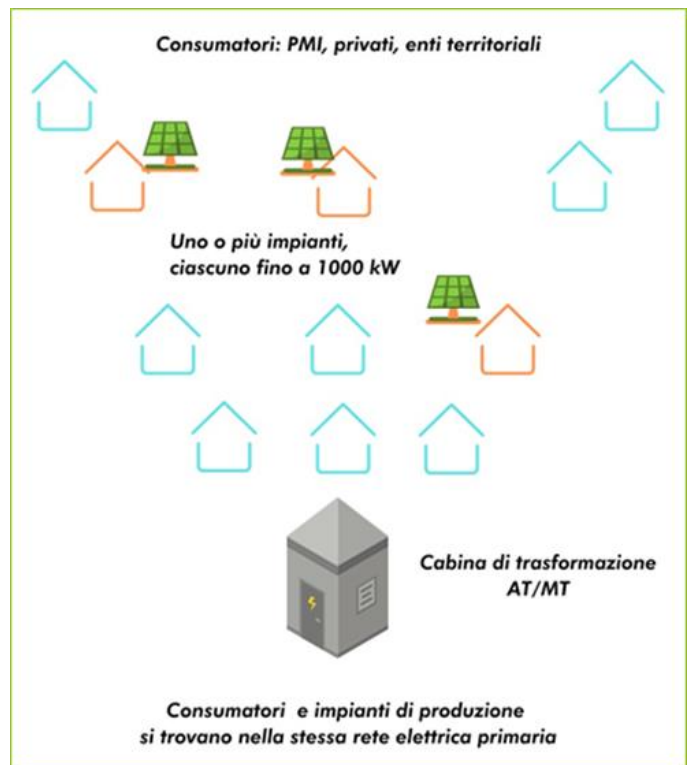 Consumatori: PMI, privati, enti territoriali
Uno o più impianti,
ciascuno fino a 1000 kW
Cabina di trasformazione
AT/MT
Consumatori e impianti di produzione
si trovano nella stessa rete elettrica primaria